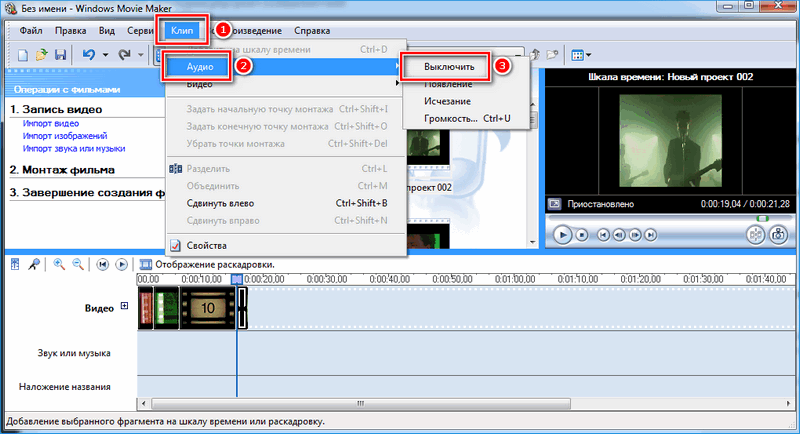 Без имени - Windows Movie Maker
Файл Правка Вид Клип 1 Справка
на шкалу времени Ctrl+D
Аудио 2
Выключить 3
Видео
Появление
Исчезание
Громкость... Ctrl+U
Задать начальную точку монтажа Ctrl+Shift+I
Задать конечную точку монтажа Ctrl+Shift+O
Убрать точки монтажа Ctrl+Shift+Del
Разделить Ctrl+L
Объединить Ctrl+M
Сдвинуть влево Ctrl+Shift+B
Сдвинуть вправо Ctrl+Shift+N
Свойства
Операции с фильмами
1. Запись видео
Импорт видео
Импорт изображений
Импорт звука или музыки
2. Монтаж фильма
3. Завершение создания ф
проект 002
Шкала времени: Новый проект 002
Приостановлено 0:00:19,04 / 0:00:21,28
Отображение раскадровки.
00,00 0:00:10,00 0:00:20,00 0:00:30,00 0:00:40,00 0:00:50,00 0:01:00,00 0:01:10,00 0:01:20,00 0:01:30,00 0:01:40,00
Видео
10
Звук или музыка
Наложение названия
Добавление выбранного фрагмента на шкалу времени или раскадровку.